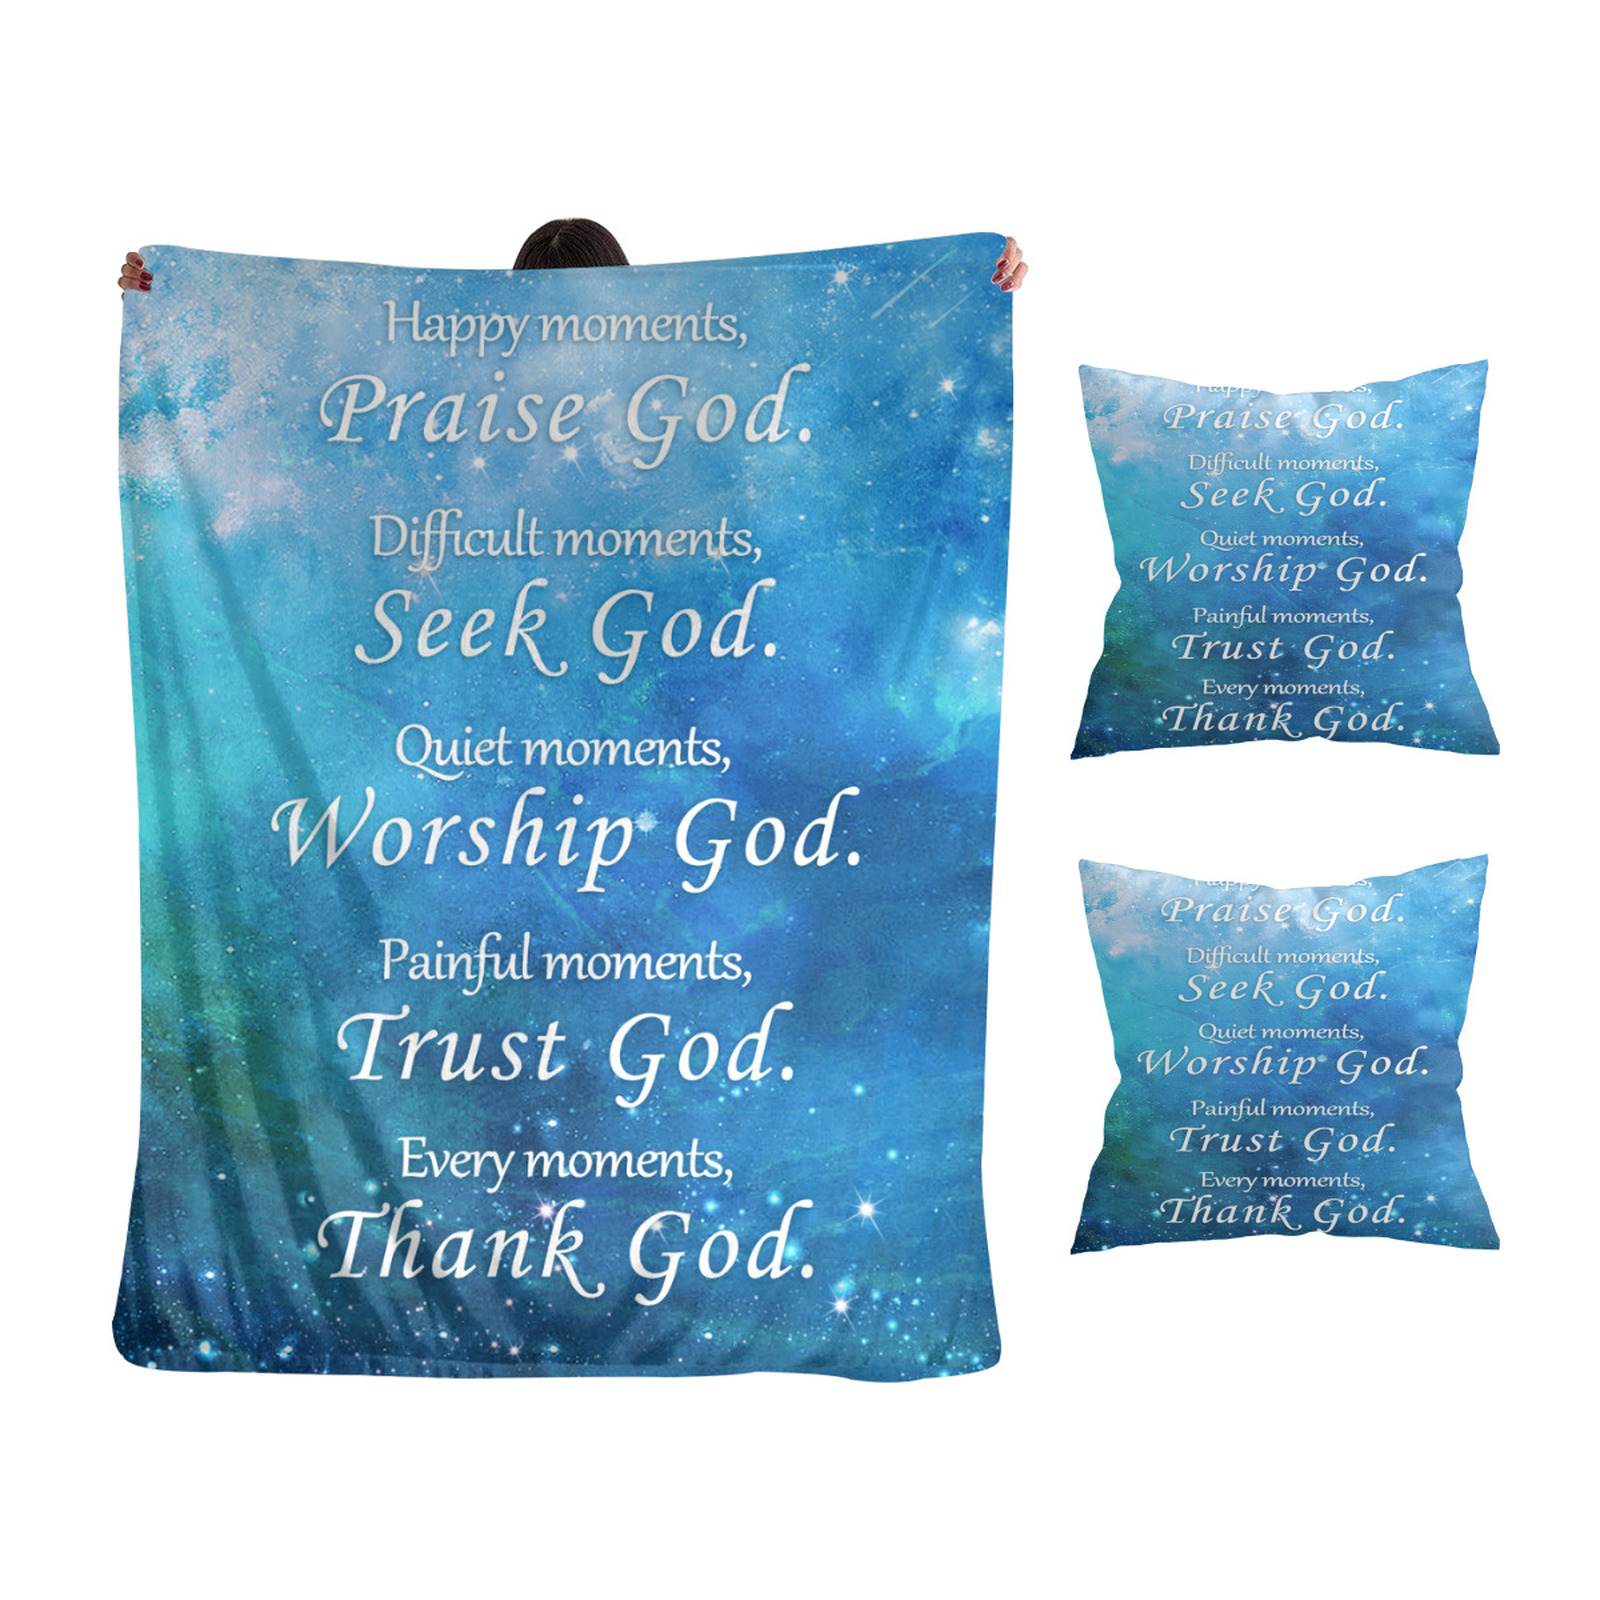 Happy moments,
Praise God.
Difficult moments,
Seek God.
Quiet moments,
Worship God.
Painful moments,
Trust God.
Every moments,
Thank God.
Praise God.
Difficult moments,
Seek God.
Quiet moments,
Worship God.
Painful moments,
Trust God.
Every moments,
Thank God.
Praise God.
Difficult moments,
Seek God.
Quiet moments,
Worship God.
Painful moments,
Trust God.
Every moments,
Thank God.